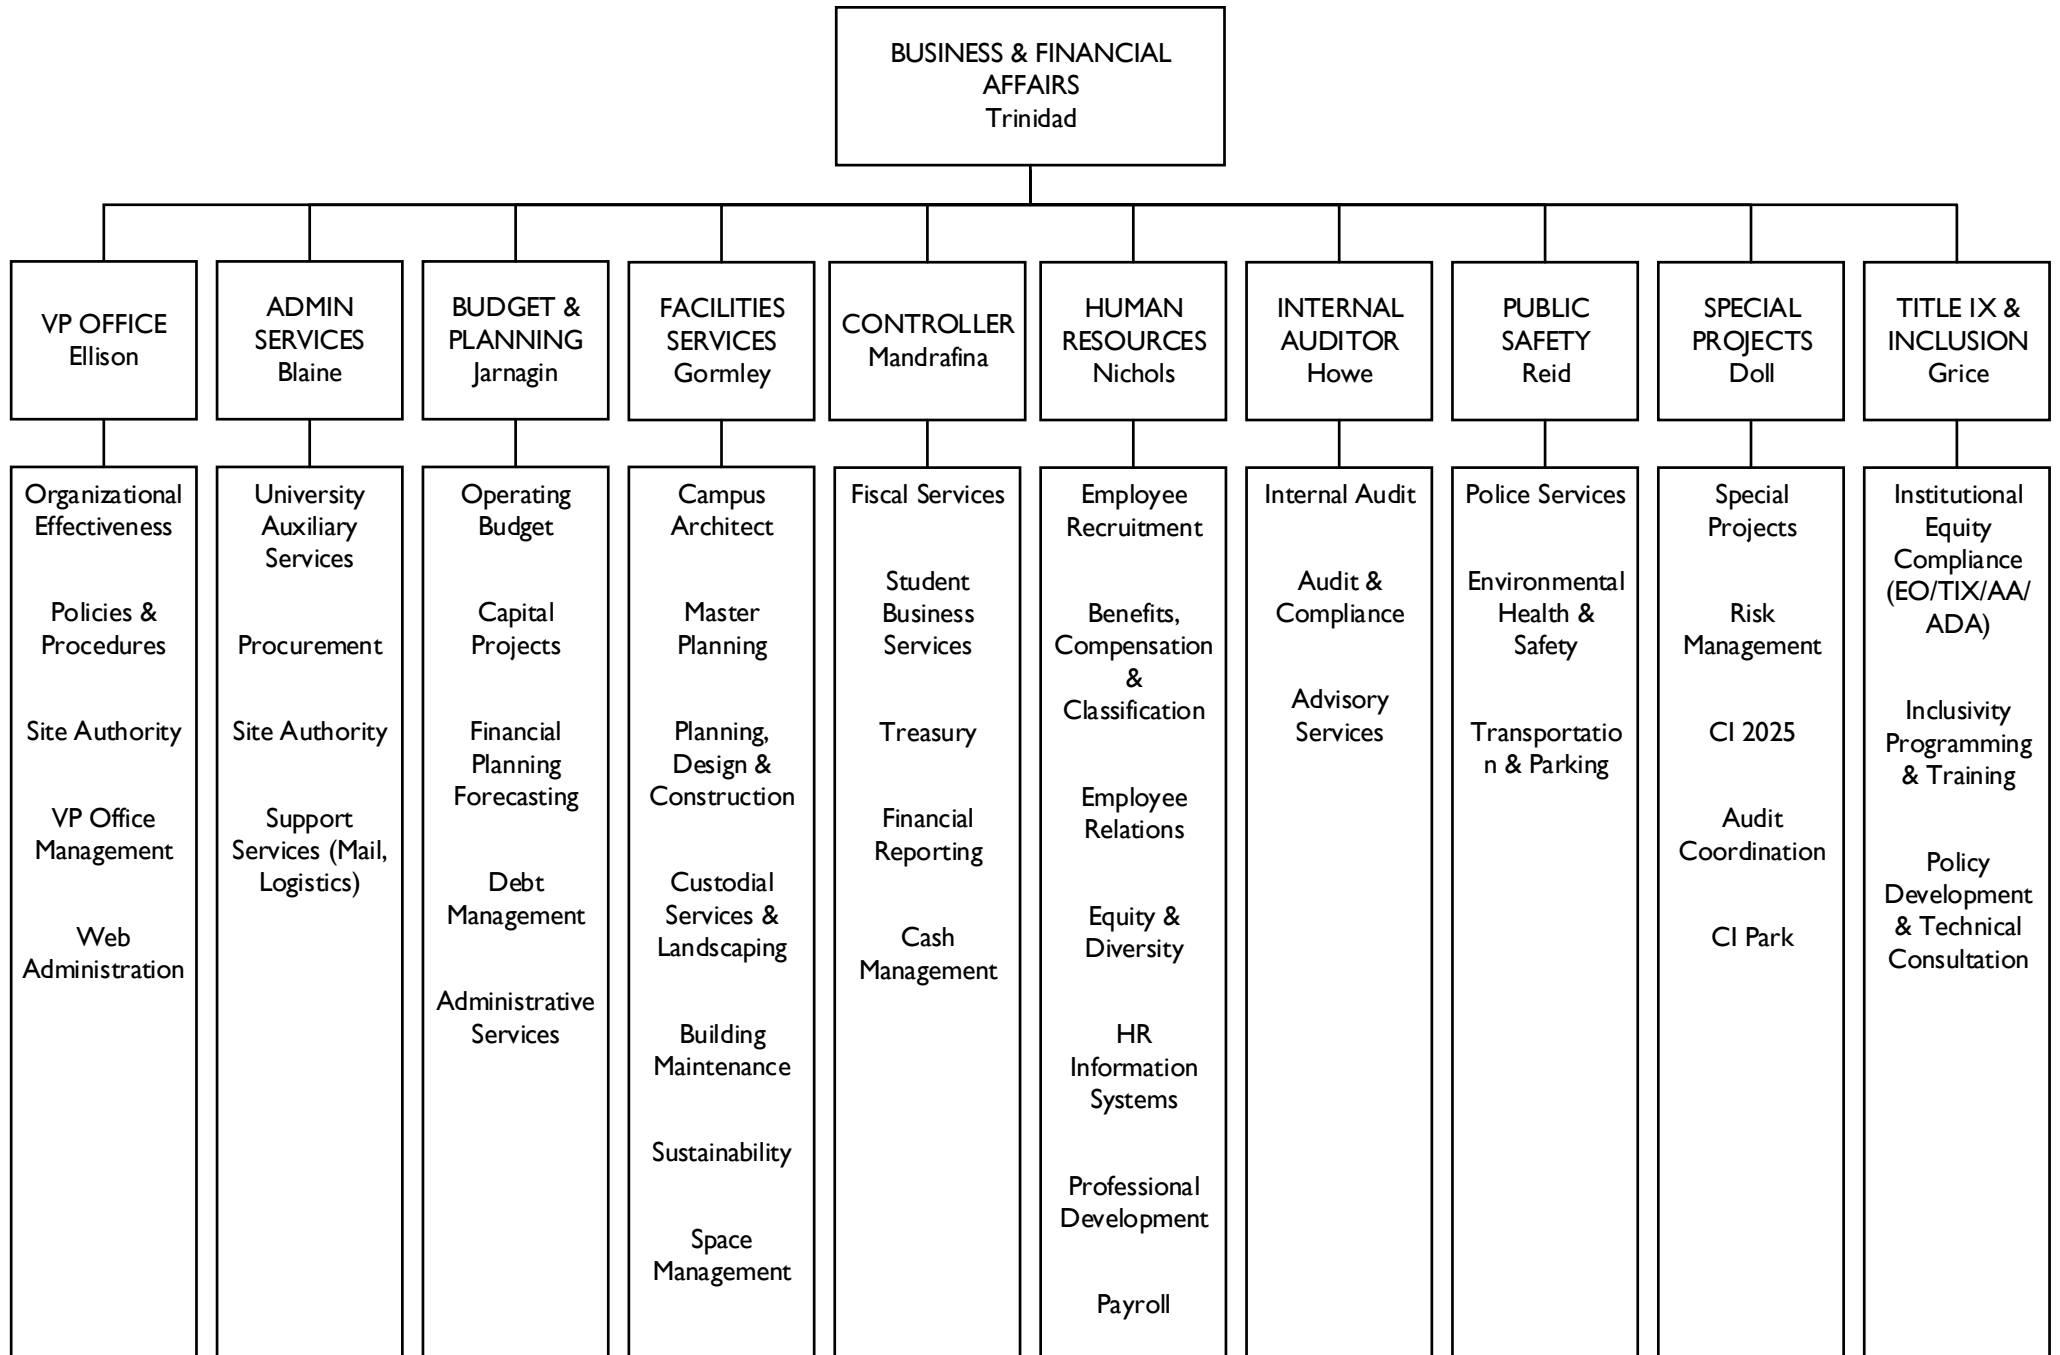 BUSINESS & FINANCIAL
AFFAIRS
Trinidad
VP OFFICE
Ellison
ADMIN
SERVICES
Blaine
BUDGET &
PLANNING
Jarnagin
FACILITIES
SERVICES
Gormley
CONTROLLER
Mandrafina
HUMAN
RESOURCES
Nichols
INTERNAL
AUDITOR
Howe
PUBLIC
SAFETY
Reid
SPECIAL
PROJECTS
Doll
TITLE IX &
INCLUSION
Grice
Organizational
Effectiveness
Policies &
Procedures
Site Authority
VP Office
Management
Web
Administration
University
Auxiliary
Services
Procurement
Site Authority
Support
Services (Mail,
Logistics)
Operating
Budget
Capital
Projects
Financial
Planning
Forecasting
Debt
Management
Administrative
Services
Campus
Architect
Master
Planning
Planning,
Design &
Construction
Custodial
Services &
Landscaping
Building
Maintenance
Sustainability
Space
Management
Fiscal Services
Student
Business
Services
Treasury
Financial
Reporting
Cash
Management
Employee
Recruitment
Benefits,
Compensation
&
Classification
Employee
Relations
Equity &
Diversity
HR
Information
Systems
Professional
Development
Payroll
Internal Audit
Audit &
Compliance
Advisory
Services
Police Services
Environmental
Health &
Safety
Transportatio
n & Parking
Special
Projects
Risk
Management
CI 2025
Audit
Coordination
CI Park
Institutional
Equity
Compliance
(EO/TIX/AA/
ADA)
Inclusivity
Programming
& Training
Policy
Development
& Technical
Consultation